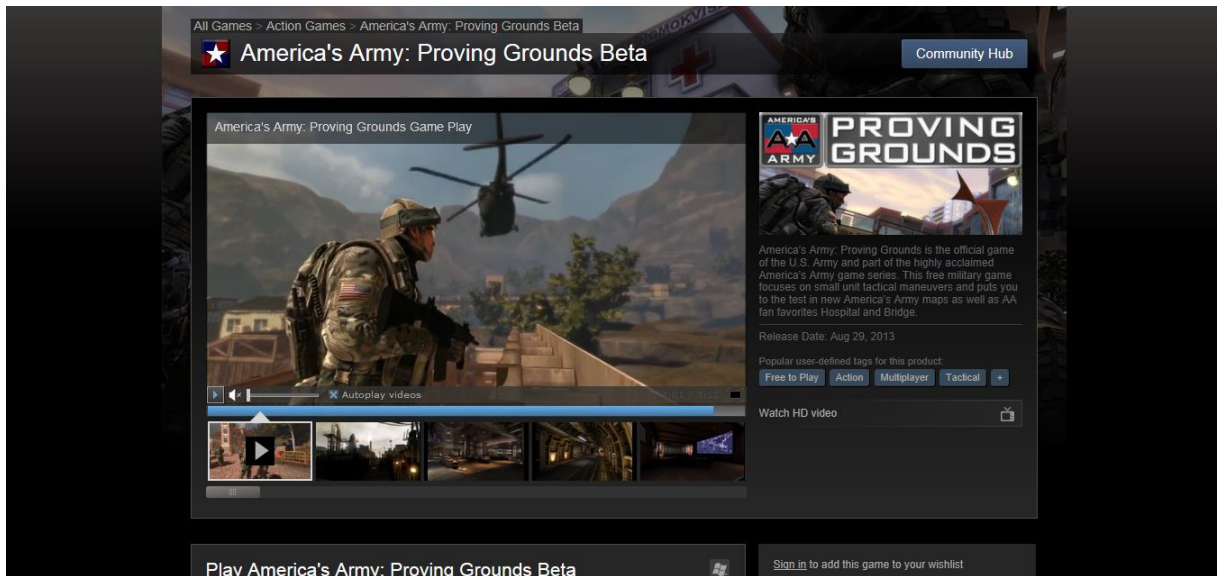 All Games > Action Games > America's Army: Proving Grounds Beta
America's Army: Proving Grounds Beta
Community Hub
America's Army: Proving Grounds Game Play
AMERICA'S
AA
ARMY
PROVING
GROUNDS
America's Army: Proving Grounds is the official game
of the U.S. Army and part of the highly acclaimed
America's Army game series. This free military game
focuses on small unit tactical maneuvers and puts you
to the test in new America's Army maps as well as AA
fan favorites Hospital and Bridge.
Release Date: Aug 29, 2013
Popular user-defined tags for this product:
Free to Play Action Multiplayer Tactical +
Autoplay videos
Watch HD video
Play America's Army: Proving Grounds Beta
Sign in to add this game to your wishlist